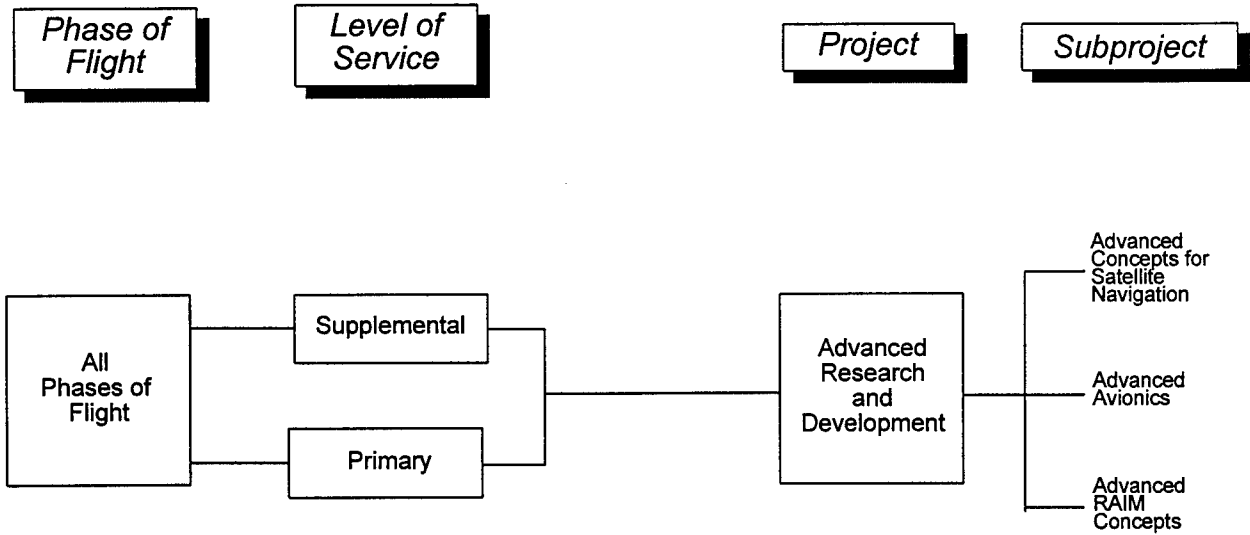 Phase of
Flight
Level of
Service
Project
Subproject
All
Phases of
Flight
Supplemental
Primary
Advanced
Research
and
Development
Advanced
Concepts for
Satellite
Navigation
Advanced
Avionics
Advanced
RAIM
Concepts